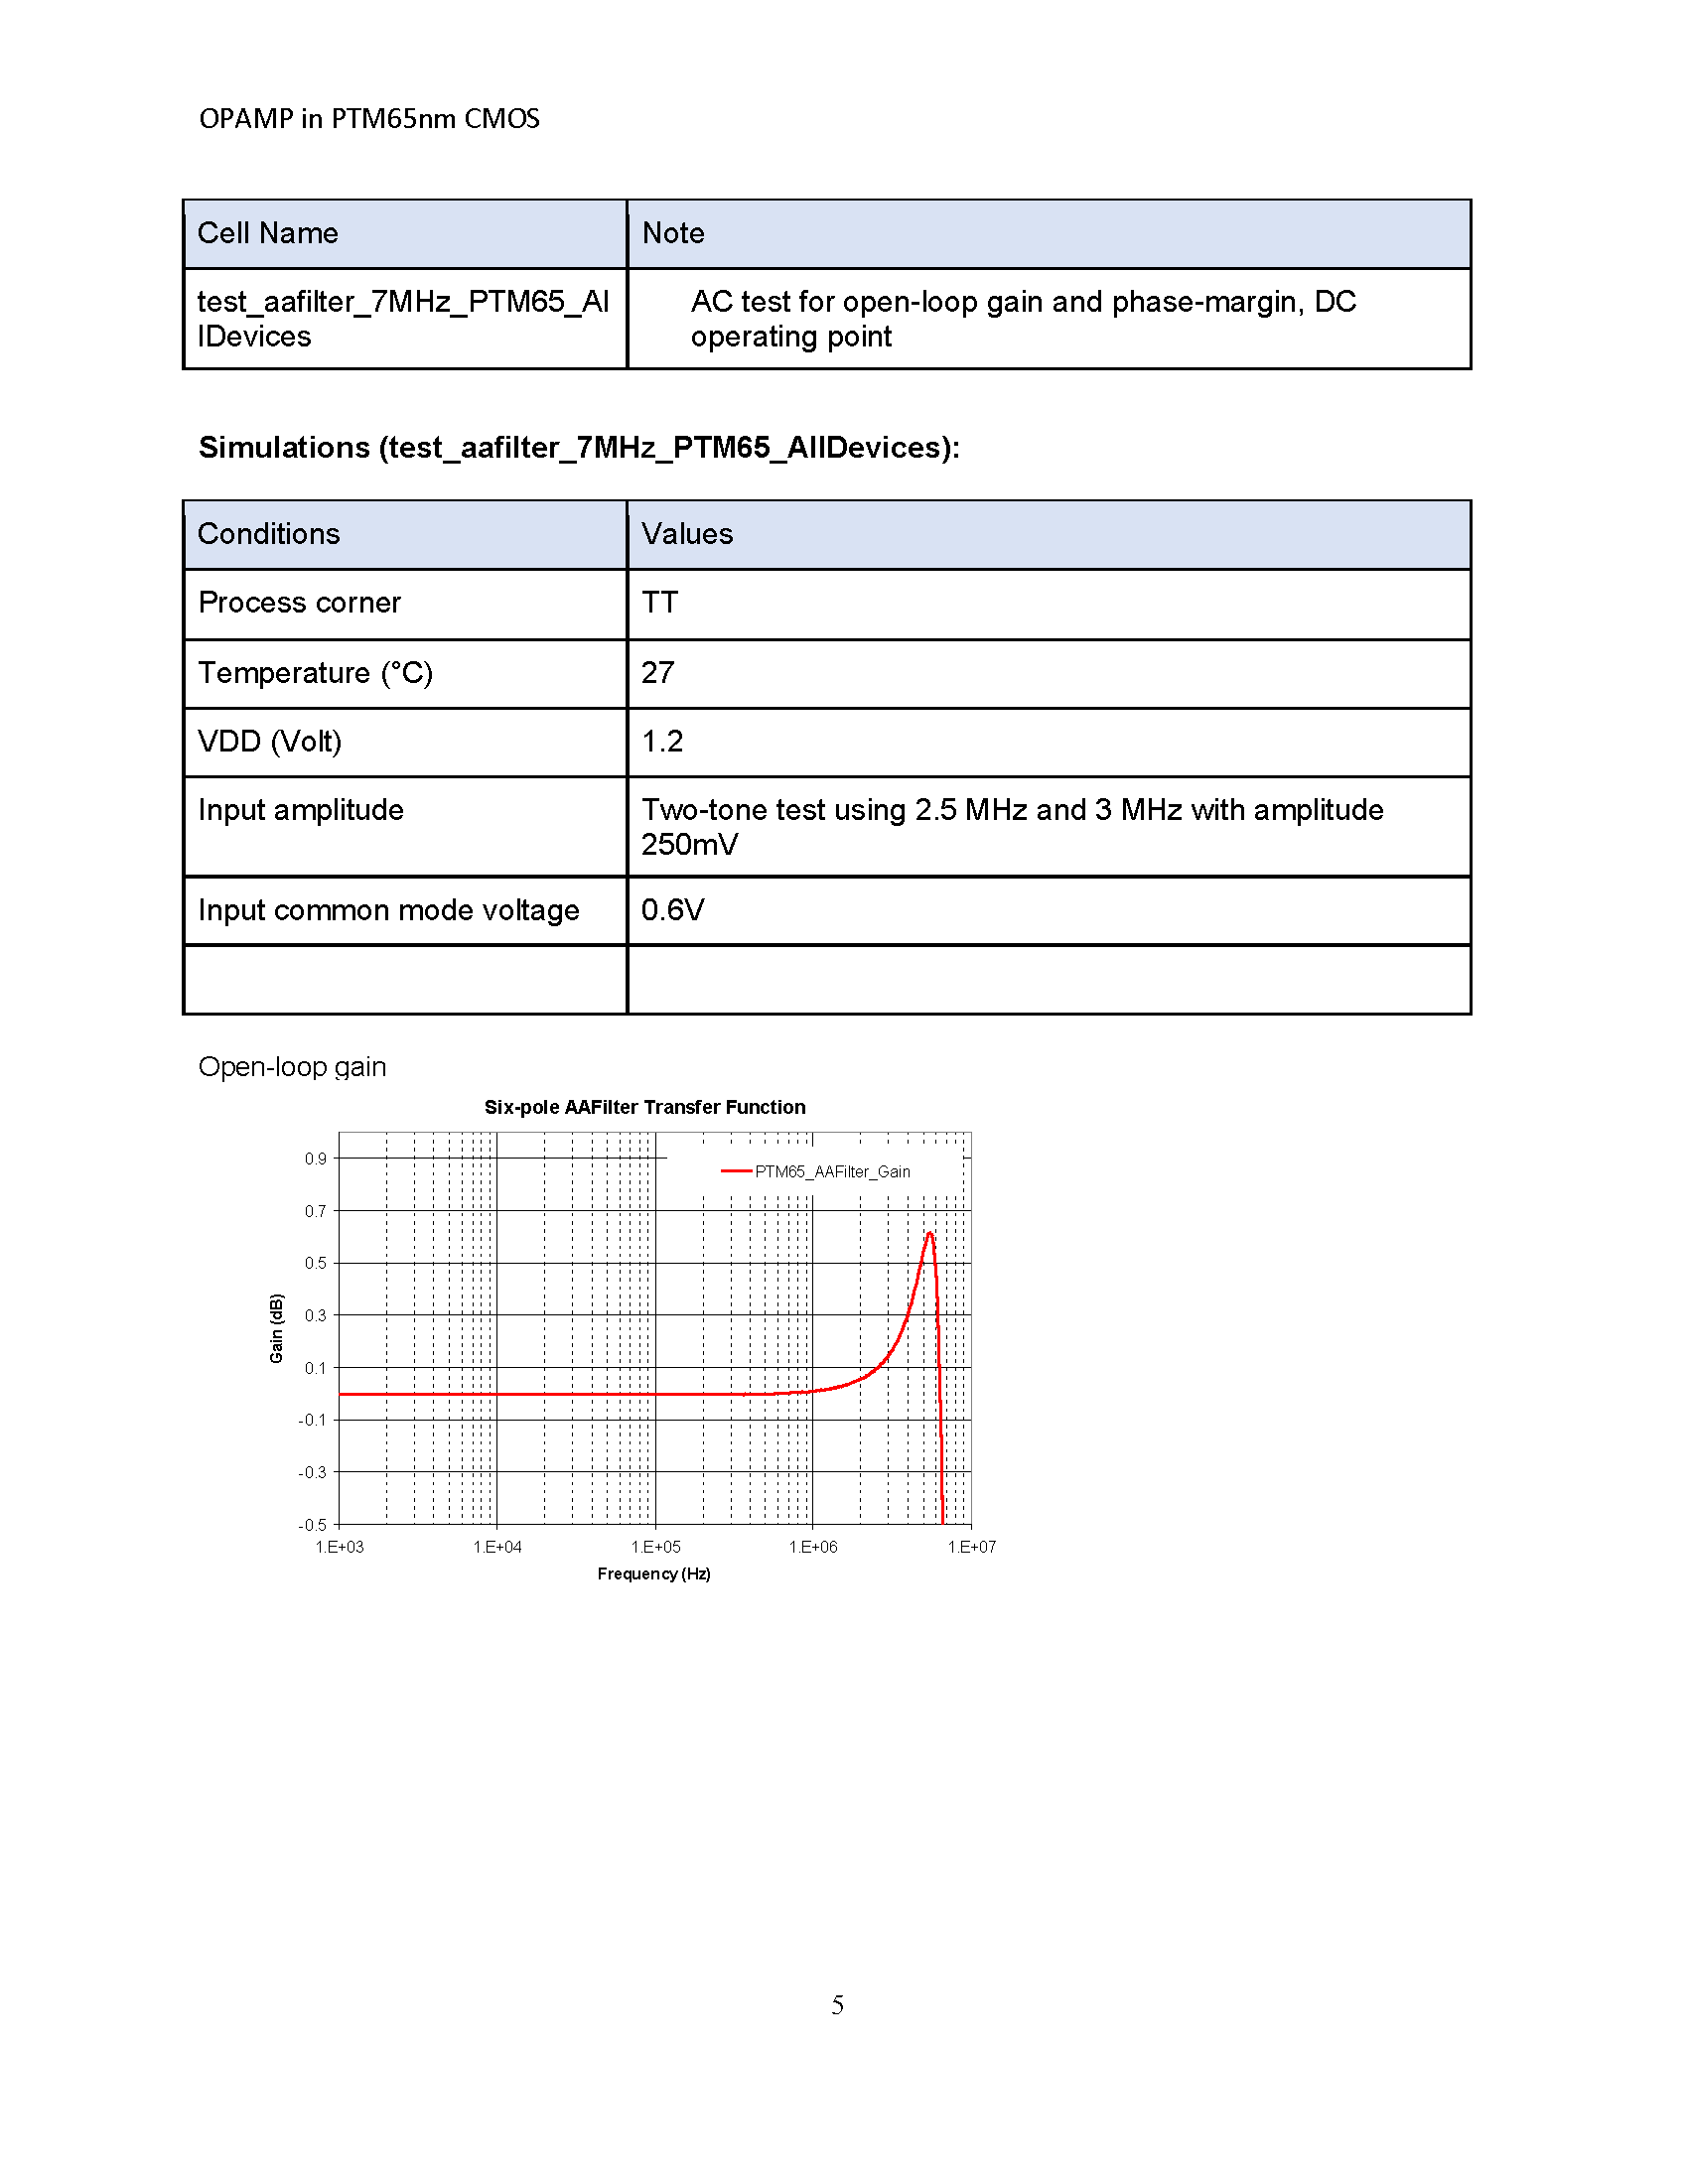 OPAMP in PTM65nm CMOS
Cell Name
Note
test_aafilter_7MHz_PTM65_Al
lDevices
AC test for open-loop gain and phase-margin, DC
operating point
Simulations (test_aafilter_7MHz_PTM65_AllDevices):
Conditions
Values
Process corner
TT
Temperature (°C)
27
VDD (Volt)
1.2
Input amplitude
Two-tone test using 2.5 MHz and 3 MHz with amplitude
250mV
Input common mode voltage
0.6V
Open-loop gain
Six-pole AAFilter Transfer Function
PTM65_AAFilter_Gain
0.9
0.7
0.5
0.3
0.1
-0.1
-0.3
-0.5
Gain (dB)
1.E+03
1.E+04
1.E+05
1.E+06
1.E+07
Frequency (Hz)
5